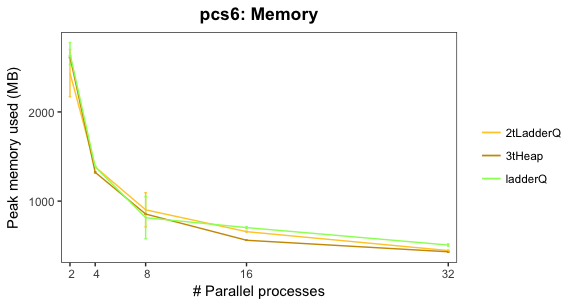 pcs6: Memory
Peak memory used (MB)
2000
1000
2 4 8 16 32
# Parallel processes
2tLadderQ
3tHeap
ladderQ